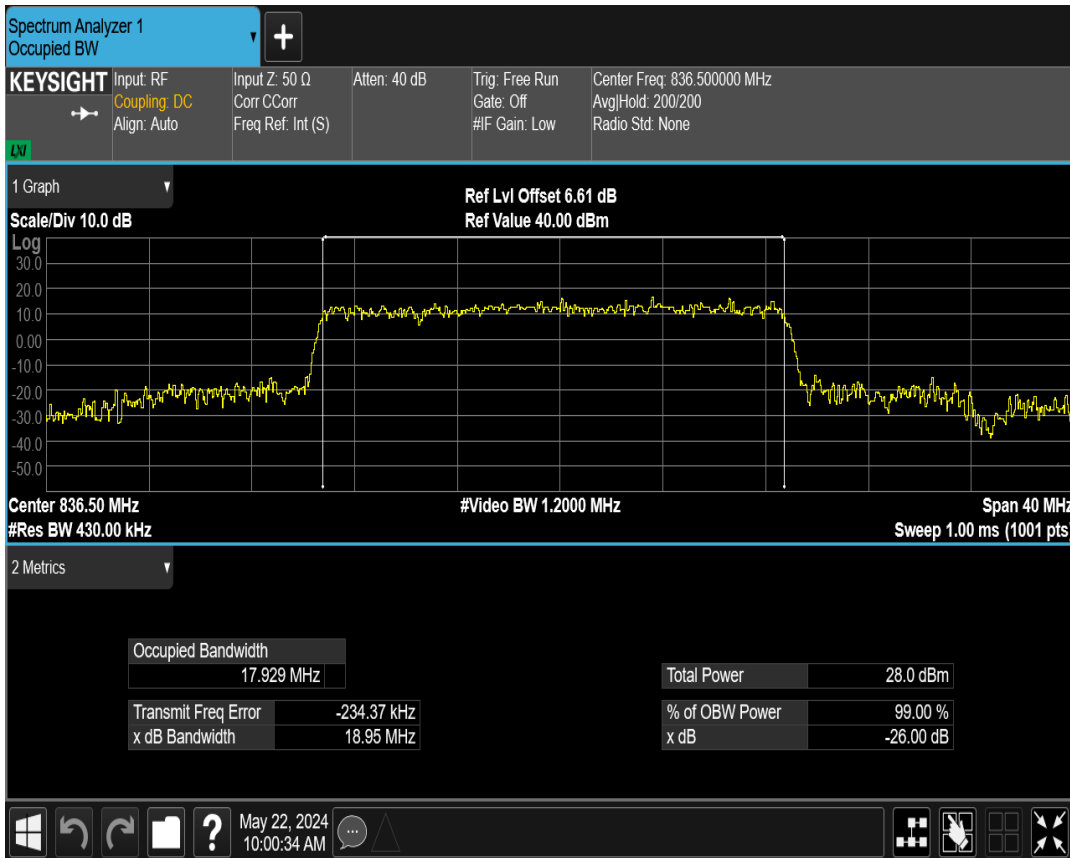 Spectrum Analyzer 1
Occupied BW
KEYSIGHT
LXI
Input: RF
Coupling: DC
Align: Auto
Input Z: 50 Ω
Corr CCorr
Freq Ref: Int (S)
Atten: 40 dB
Trig: Free Run
Gate: Off
#IF Gain: Low
Center Freq: 836.500000 MHz
Avg|Hold: 200/200
Radio Std: None
1 Graph
Scale/Div 10.0 dB
Ref Lvl Offset 6.61 dB
Ref Value 40.00 dBm
Log
30.0
20.0
10.0
0.00
-10.0
-20.0
-30.0
-40.0
-50.0
Center 836.50 MHz
#Res BW 430.00 kHz
#Video BW 1.2000 MHz
Span 40 MHz
Sweep 1.00 ms (1001 pts)
2 Metrics
Occupied Bandwidth
17.929 MHz
Transmit Freq Error -234.37 kHz
x dB Bandwidth 18.95 MHz
Total Power 28.0 dBm
% of OBW Power 99.00 %
x dB -26.00 dB
May 22, 2024
10:00:34 AM